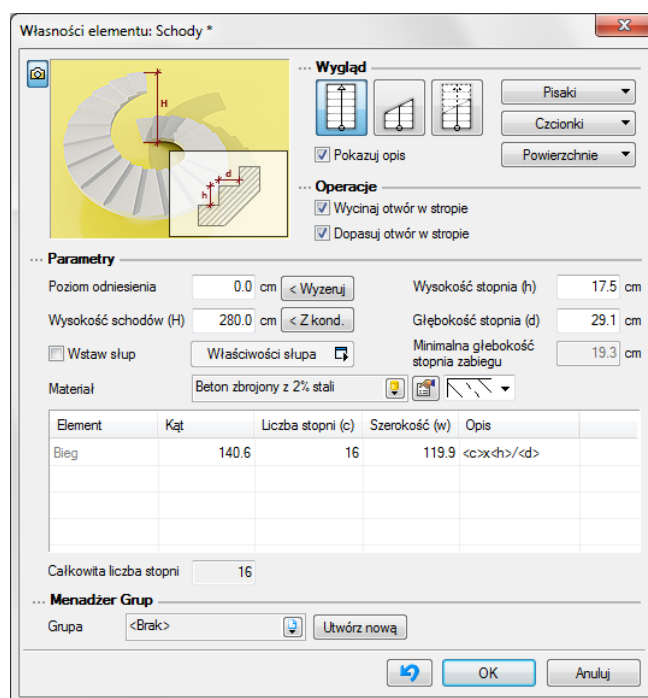 Własności elementu: Schody *
Wygląd
H
d
h
Pisaki
Czcionki
Pokazuj opis
Powierzchnie
Operacje
Wycinaj otwór w stropie
Dopasuj otwór w stropie
Parametry
Poziom odniesienia 0.0 cm < Wyzeruj Wysokość stopnia (h) 17.5 cm
Wysokość schodów (H) 280.0 cm < Z kond. Głębokość stopnia (d) 29.1 cm
Wstaw słup Właściwości słupa Minimalna głebokość stopnia zabiegu 19.3 cm
Materiał Beton zbrojony z 2% stali
Element Kąt Liczba stopni (c) Szerokość (w) Opis
Bieg 140.6 16 119.9 <c>x<h>/<d>
Całkowita liczba stopni 16
Menadżer Grup
Grupa <Brak> Utwórz nową
OK Anuluj